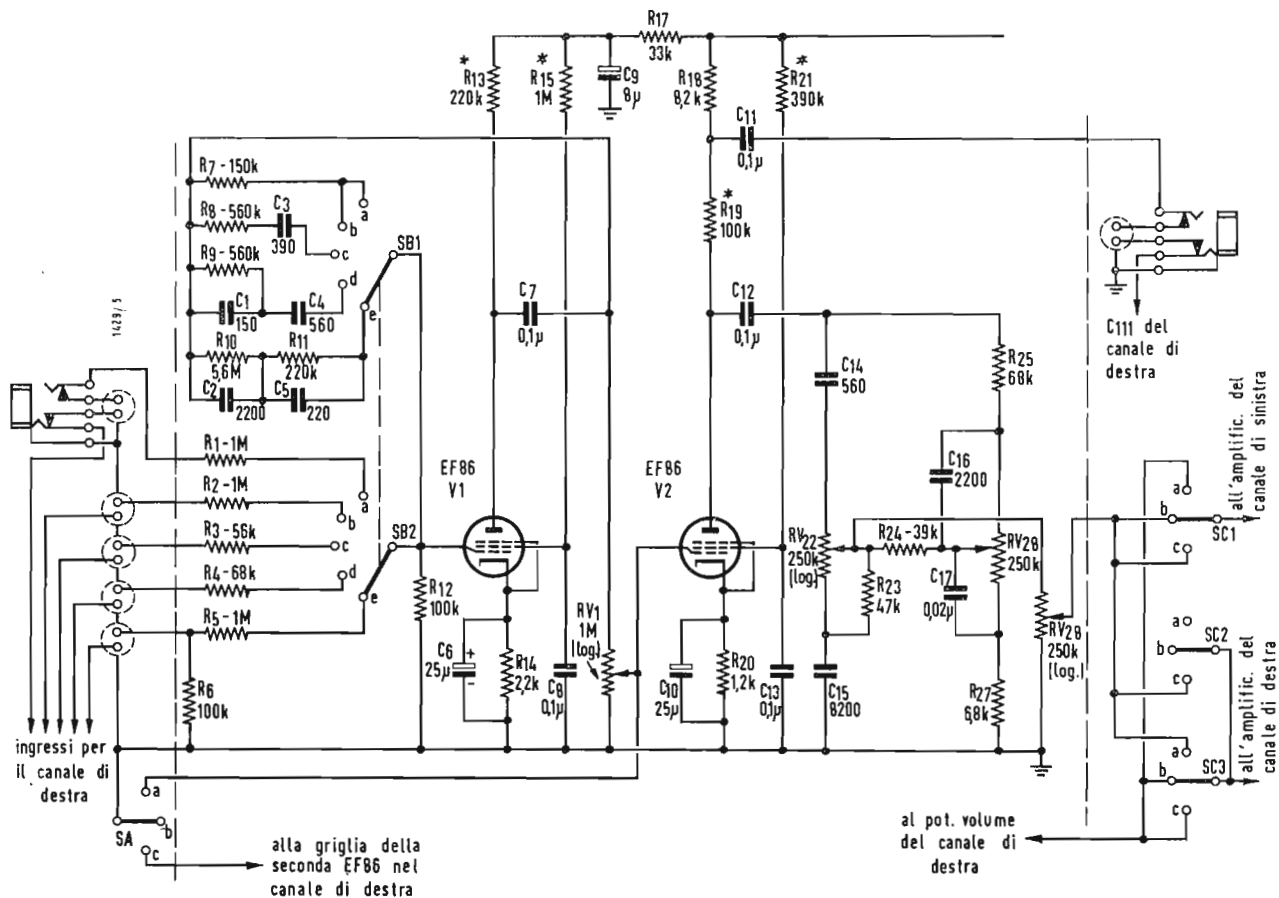 R17
33k
*
R13
220k
*
R15
1M
C9
8µ
R18
8,2k
*
R21
390k
C11
0,1µ
R7-150k
a
C3
R8-560k
390
b
c
R9-560k
SB1
d
C1
150
C4
560
e
R10
5,6M
R11
220k
C2
2200
C5
220
1429/5
C7
0,1µ
*
R19
100k
C12
0,1µ
C14
560
R25
68k
C111 del
canale di
destra
R1-1M
a
R2-1M
b
R3-56k
c
R4-68k
d
SB2
R5-1M
e
EF86
V1
EF86
V2
C16
2200
R24-39k
RV22
250k
(log.)
RV28
250k
R23
47k
C17
0,02µ
RV28
250k
(log.)
R12
100k
RV1
1M
(log.)
C6
25µ
+
-
R14
2,2k
C8
0,1µ
C10
25µ
R20
1,2k
C13
0,1µ
C15
8200
R27
6,8k
R6
100k
a
b
SC1
c
all'amplific. del
canale di sinistra
a
SC2
b
c
a
b
SC3
c
all'amplific. del
canale di destra
ingressi per
il canale di
destra
a
SA
b
c
alla griglia della
seconda EF86 nel
canale di destra
al pot. volume
del canale di
destra